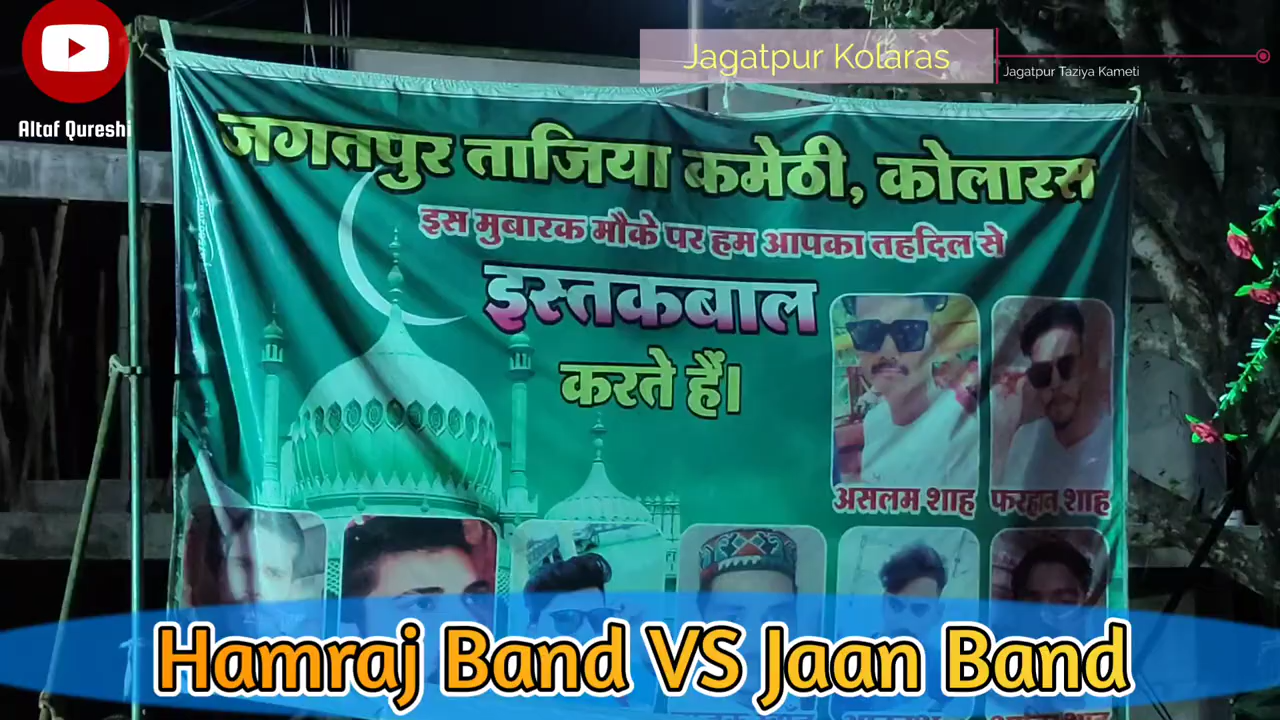 Jagatpur Kolaras
Jagatpur Taziya Kameti
Altaf Qureshi
जगतपुर ताजिया कमेठी, कोलारस
इस मुबारक मौके पर हम आपका तहदिल से
इस्तकबाल
करते हैं।
असलम शाह फरहान शाह
Hamraj Band VS Jaan Band